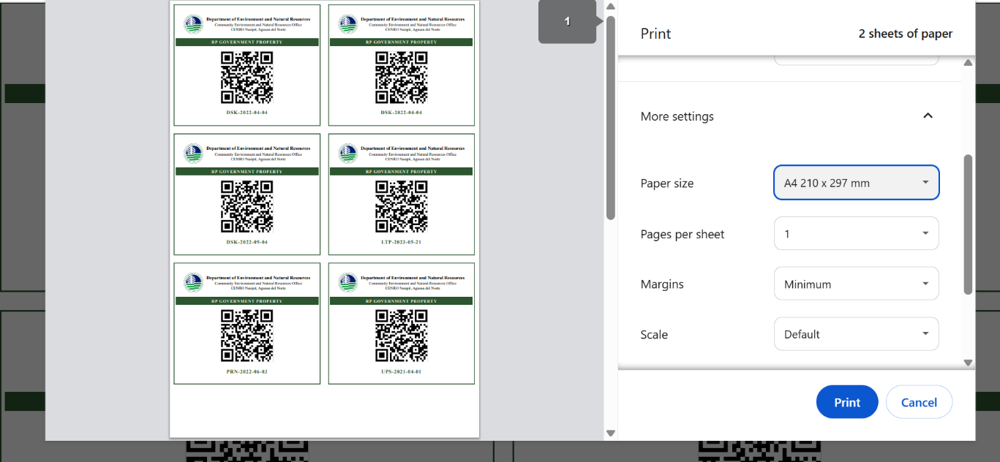 Department of Environment and Natural Resources
Community Environment and Natural Resources Office
CENRO Nasipit, Agusan del Norte
RP GOVERNMENT PROPERTY
DSK-2022-04-04
Department of Environment and Natural Resources
Community Environment and Natural Resources Office
CENRO Nasipit, Agusan del Norte
RP GOVERNMENT PROPERTY
DSK-2022-04-04
Department of Environment and Natural Resources
Community Environment and Natural Resources Office
CENRO Nasipit, Agusan del Norte
RP GOVERNMENT PROPERTY
DSK-2022-09-04
Department of Environment and Natural Resources
Community Environment and Natural Resources Office
CENRO Nasipit, Agusan del Norte
RP GOVERNMENT PROPERTY
LTP-2023-05-21
Department of Environment and Natural Resources
Community Environment and Natural Resources Office
CENRO Nasipit, Agusan del Norte
RP GOVERNMENT PROPERTY
PRN-2022-06-03
Department of Environment and Natural Resources
Community Environment and Natural Resources Office
CENRO Nasipit, Agusan del Norte
RP GOVERNMENT PROPERTY
UPS-2021-04-01
1
Print
2 sheets of paper
More settings
Paper size
A4 210 x 297 mm
Pages per sheet
1
Margins
Minimum
Scale
Default
Print
Cancel